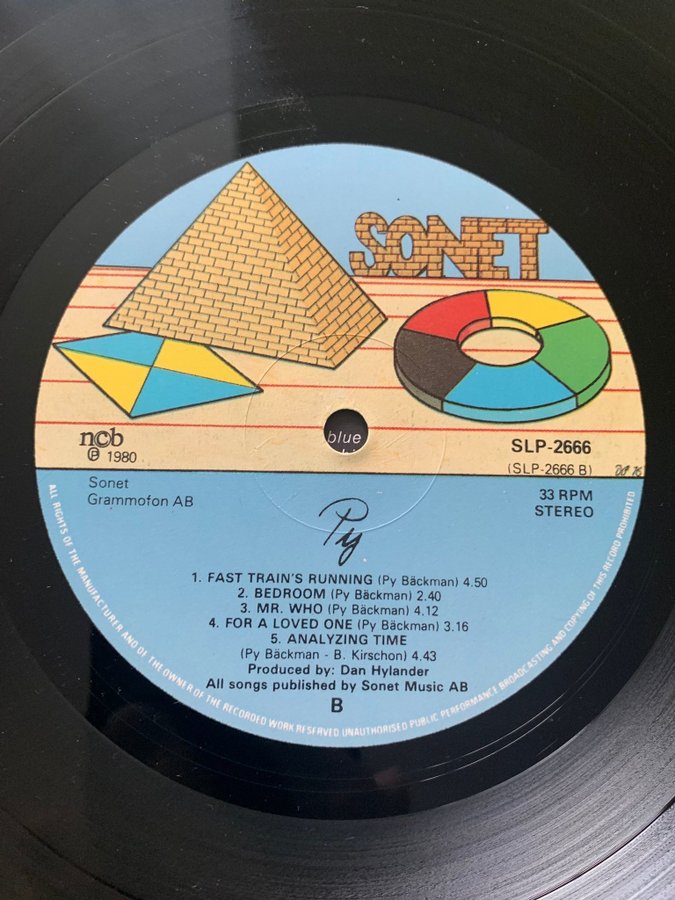 SONET
ncb
Ⓟ 1980
blue
SLP-2666
(SLP-2666 B)
Sonet
Grammofon AB
33 RPM
STEREO
Py
1. FAST TRAIN'S RUNNING (Py Bäckman) 4.50
2. BEDROOM (Py Bäckman) 2.40
3. MR. WHO (Py Bäckman) 4.12
4. FOR A LOVED ONE (Py Bäckman) 3.16
5. ANALYZING TIME
(Py Bäckman - B. Kirschon) 4.43
Produced by: Dan Hylander
All songs published by Sonet Music AB
B
ALL RIGHTS OF THE MANUFACTURER AND OF THE OWNER OF THE RECORDED WORK RESERVED UNAUTHORISED PUBLIC PERFORMANCE BROADCASTING AND COPYING OF THIS RECORD PROHIBITED